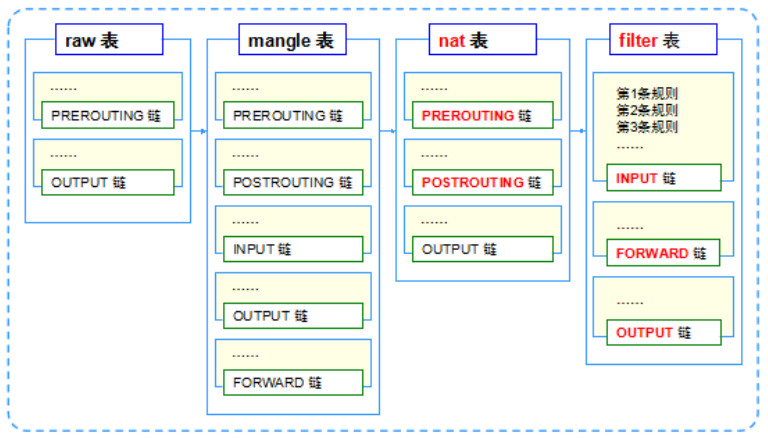 raw 表
......
PREROUTING 链
......
OUTPUT 链
mangle 表
......
PREROUTING 链
......
POSTROUTING 链
......
INPUT 链
......
OUTPUT 链
......
FORWARD 链
nat 表
......
PREROUTING 链
......
POSTROUTING 链
......
OUTPUT 链
filter 表
第1条规则
第2条规则
第3条规则
......
INPUT 链
......
FORWARD 链
......
OUTPUT 链